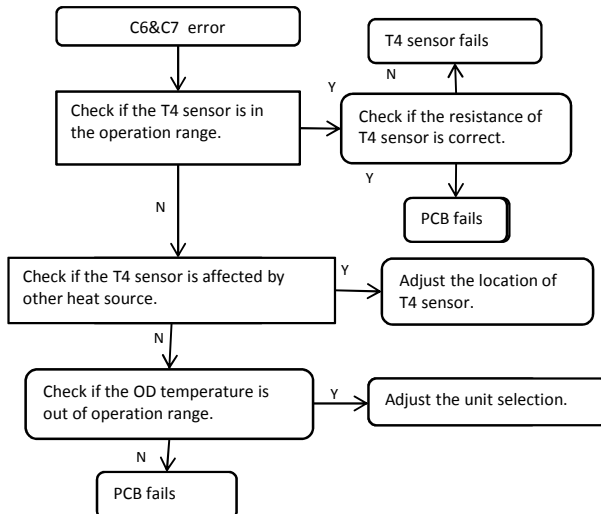 C6&C7 error
T4 sensor fails
N
Y
Check if the T4 sensor is in
the operation range.
Check if the resistance of
T4 sensor is correct.
Y
N
PCB fails
Check if the T4 sensor is affected by
other heat source.
Y
Adjust the location of
T4 sensor.
N
Check if the OD temperature is
out of operation range.
Y
Adjust the unit selection.
N
PCB fails